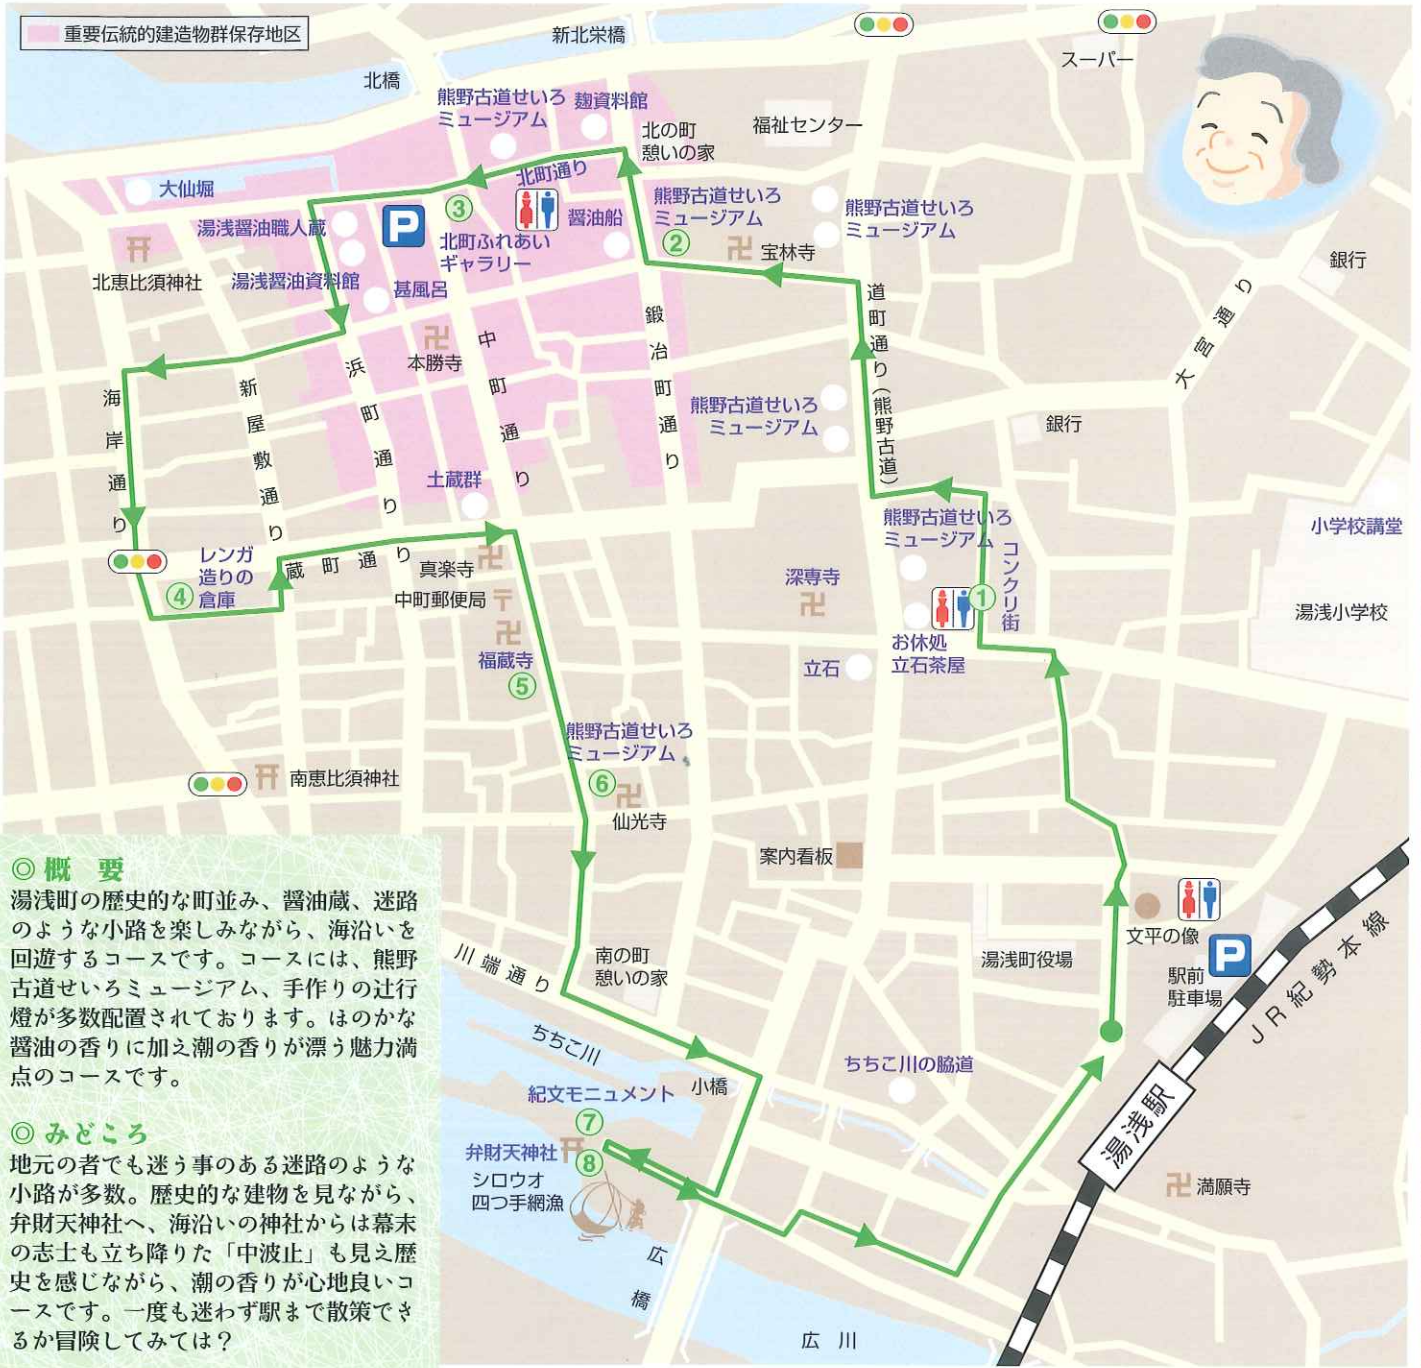 重要伝統的建造物群保存地区
新北栄橋
北橋
スーパー
熊野古道せいろ
ミュージアム
麹資料館
北の町
憩いの家
福祉センター
大仙堀
北町通り
醤油船
熊野古道せいろ
ミュージアム
②
宝林寺
熊野古道せいろ
ミュージアム
湯浅醤油職人蔵
P
③
北町ふれあい
ギャラリー
北恵比須神社
湯浅醤油資料館
甚風呂
本勝寺
銀行
大宮通り
道町通り(熊野古道)
鍛冶町通り
中町通り
浜町通り
新屋敷通り
海岸通り
熊野古道せいろ
ミュージアム
銀行
土蔵群
熊野古道せいろ
ミュージアム
コンクリ街
①
小学校講堂
湯浅小学校
レンガ
造りの
倉庫
④
蔵町通り
真楽寺
中町郵便局
〒
深専寺
お休処
立石茶屋
立石
福蔵寺
⑤
熊野古道せいろ
ミュージアム
⑥
仙光寺
南恵比須神社
案内看板
文平の像
湯浅町役場
P
駅前
駐車場
JR紀勢本線
湯浅駅
満願寺
南の町
憩いの家
川端通り
ちちこ川
小橋
ちちこ川の脇道
紀文モニュメント
⑦
弁財天神社
⑧
シロウオ
四つ手網漁
広橋
広川
◎概 要
湯浅町の歴史的な町並み、醤油蔵、迷路
のような小路を楽しみながら、海沿いを
回遊するコースです。コースには、熊野
古道せいろミュージアム、手作りの辻行
燈が多数配置されております。ほのかな
醤油の香りに加え潮の香りが漂う魅力満
点のコースです。
◎みどころ
地元の者でも迷う事のある迷路のような
小路が多数。歴史的な建物を見ながら、
弁財天神社へ、海沿いの神社からは幕末
の志士も立ち降りた「中波止」も見え歴
史を感じながら、潮の香りが心地良いコ
ースです。一度も迷わず駅まで散策でき
るか冒険してみては？